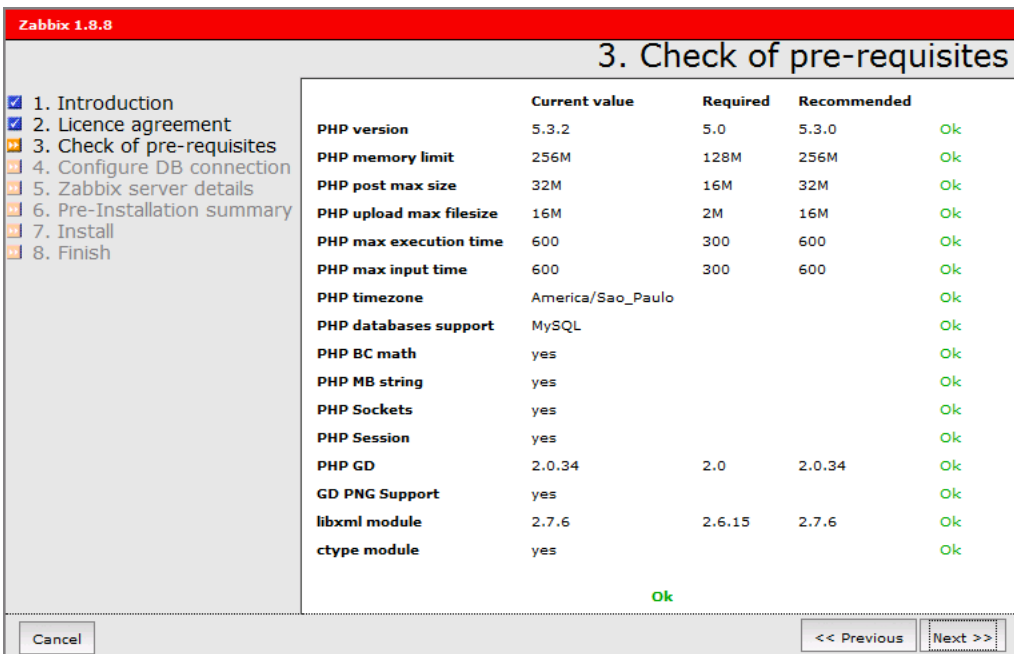 Zabbix 1.8.8
3. Check of pre-requisites
1. Introduction
2. Licence agreement
3. Check of pre-requisites
4. Configure DB connection
5. Zabbix server details
6. Pre-Installation summary
7. Install
8. Finish
Current value Required Recommended
PHP version 5.3.2 5.0 5.3.0 Ok
PHP memory limit 256M 128M 256M Ok
PHP post max size 32M 16M 32M Ok
PHP upload max filesize 16M 2M 16M Ok
PHP max execution time 600 300 600 Ok
PHP max input time 600 300 600 Ok
PHP timezone America/Sao_Paulo Ok
PHP databases support MySQL Ok
PHP BC math yes Ok
PHP MB string yes Ok
PHP Sockets yes Ok
PHP Session yes Ok
PHP GD 2.0.34 2.0 2.0.34 Ok
GD PNG Support yes Ok
libxml module 2.7.6 2.6.15 2.7.6 Ok
ctype module yes Ok
Ok
Cancel << Previous Next >>